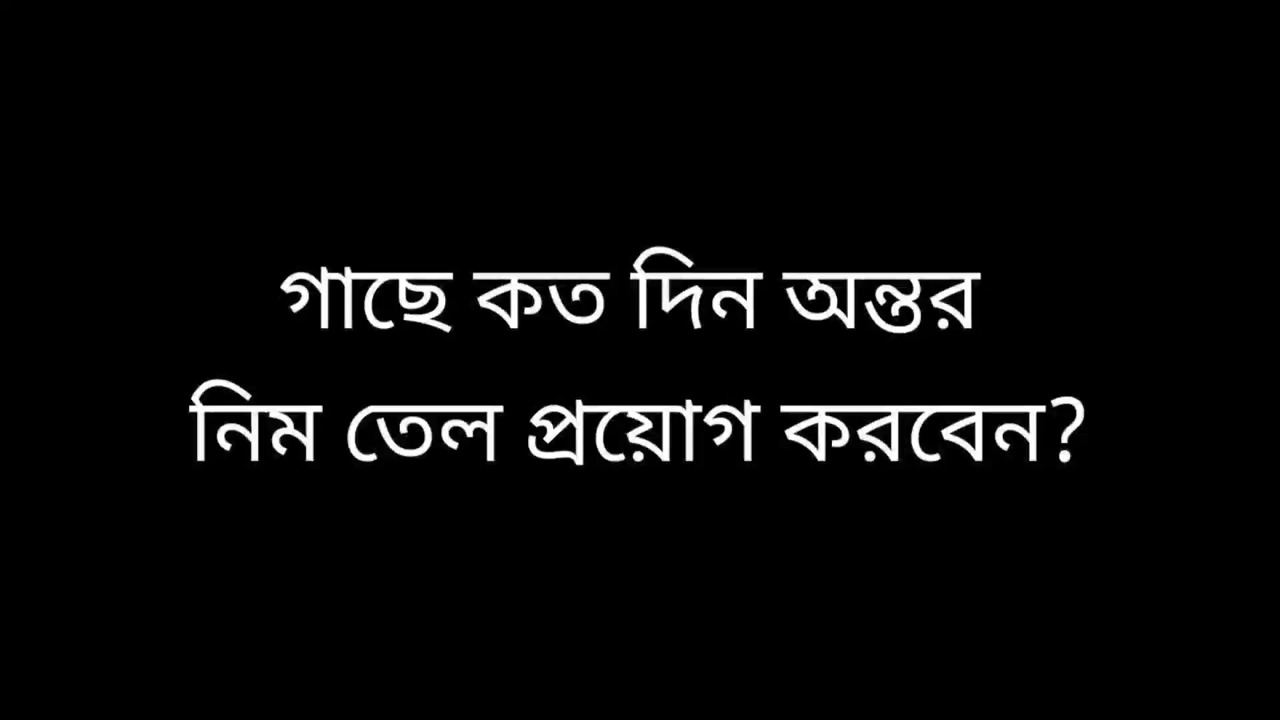 গাছে কত দিন অন্তর
নিম তেল প্রয়োগ করবেন?